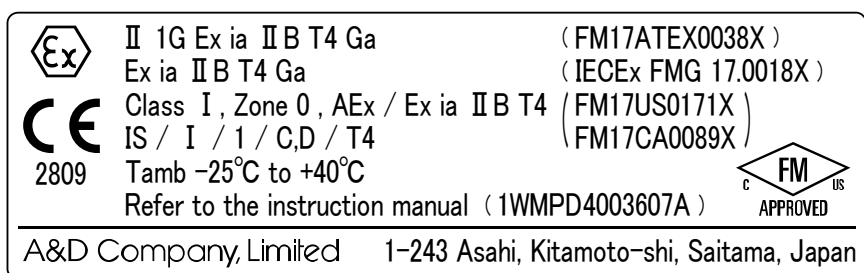 Ex
Ⅱ 1G Ex ia ⅡB T4 Ga (FM17ATEX0038X)
Ex ia ⅡB T4 Ga (IECEx FMG 17.0018X)
CE
2809
Class Ⅰ, Zone 0, AEx / Ex ia ⅡB T4 (FM17US0171X
IS / Ⅰ / 1 / C,D / T4 FM17CA0089X)
Tamb -25℃ to +40℃
Refer to the instruction manual (1WMPD4003607A)
C FM US
APPROVED
A&D Company, Limited 1-243 Asahi, Kitamoto-shi, Saitama, Japan